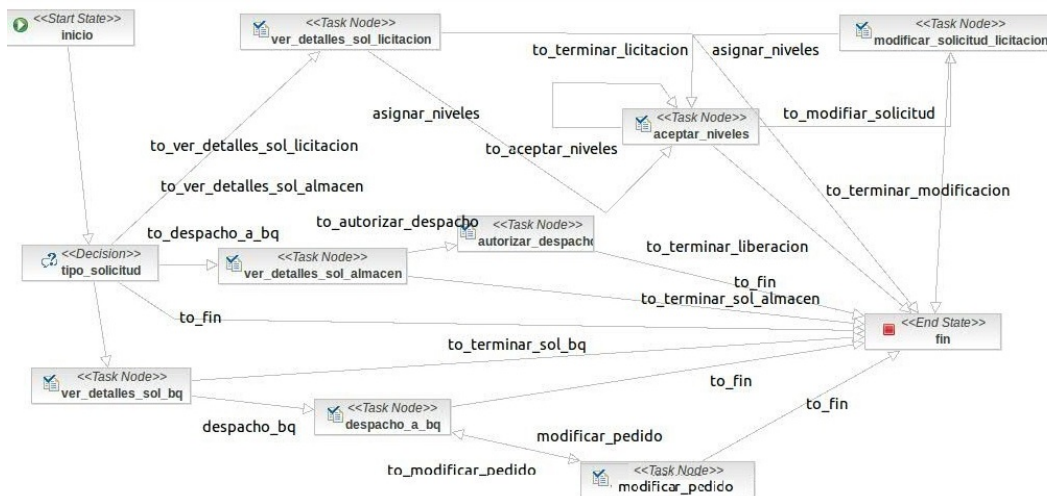 <<Start State>>
inicio
<<Task Node>>
ver_detalles_sol_licitacion
<<Task Node>>
modificar_solicitud_licitacion
to_terminar_licitacion
asignar_niveles
asignar_niveles
<<Task Node>>
aceptar_niveles
to_modifiar_solicitud
to_ver_detalles_sol_licitacion
to_aceptar_niveles
to_ver_detalles_sol_almacen
to_terminar_modificacion
to_autorizar_despacho
<<Task Node>>
autorizar_despacho
to_despacho_a_bq
<<Decision>>
tipo_solicitud
<<Task Node>>
ver_detalles_sol_almacen
to_terminar_liberacion
to_fin
to_terminar_sol_almacen
to_fin
<<End State>>
fin
to_terminar_sol_bq
<<Task Node>>
ver_detalles_sol_bq
to_fin
<<Task Node>>
despacho_a_bq
to_fin
despacho_bq
modificar_pedido
to_modificar_pedido
<<Task Node>>
modificar_pedido